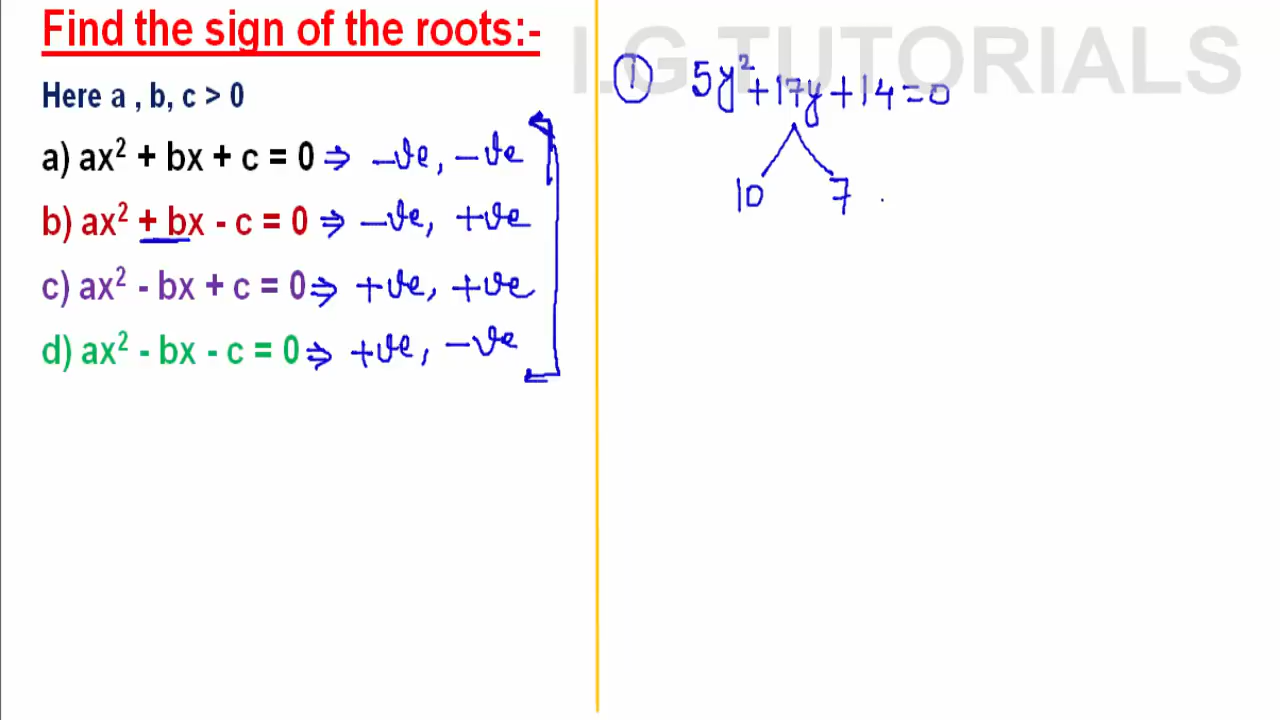 Find the sign of the roots:-
Here a , b, c > 0
a) ax² + bx + c = 0 ⇒ -ve, -ve
b) ax² + bx - c = 0 ⇒ -ve, +ve
c) ax² - bx + c = 0 ⇒ +ve, +ve
d) ax² - bx - c = 0 ⇒ +ve, -ve
I.G TUTORIALS
① 5y²+17y+14=0
10 7